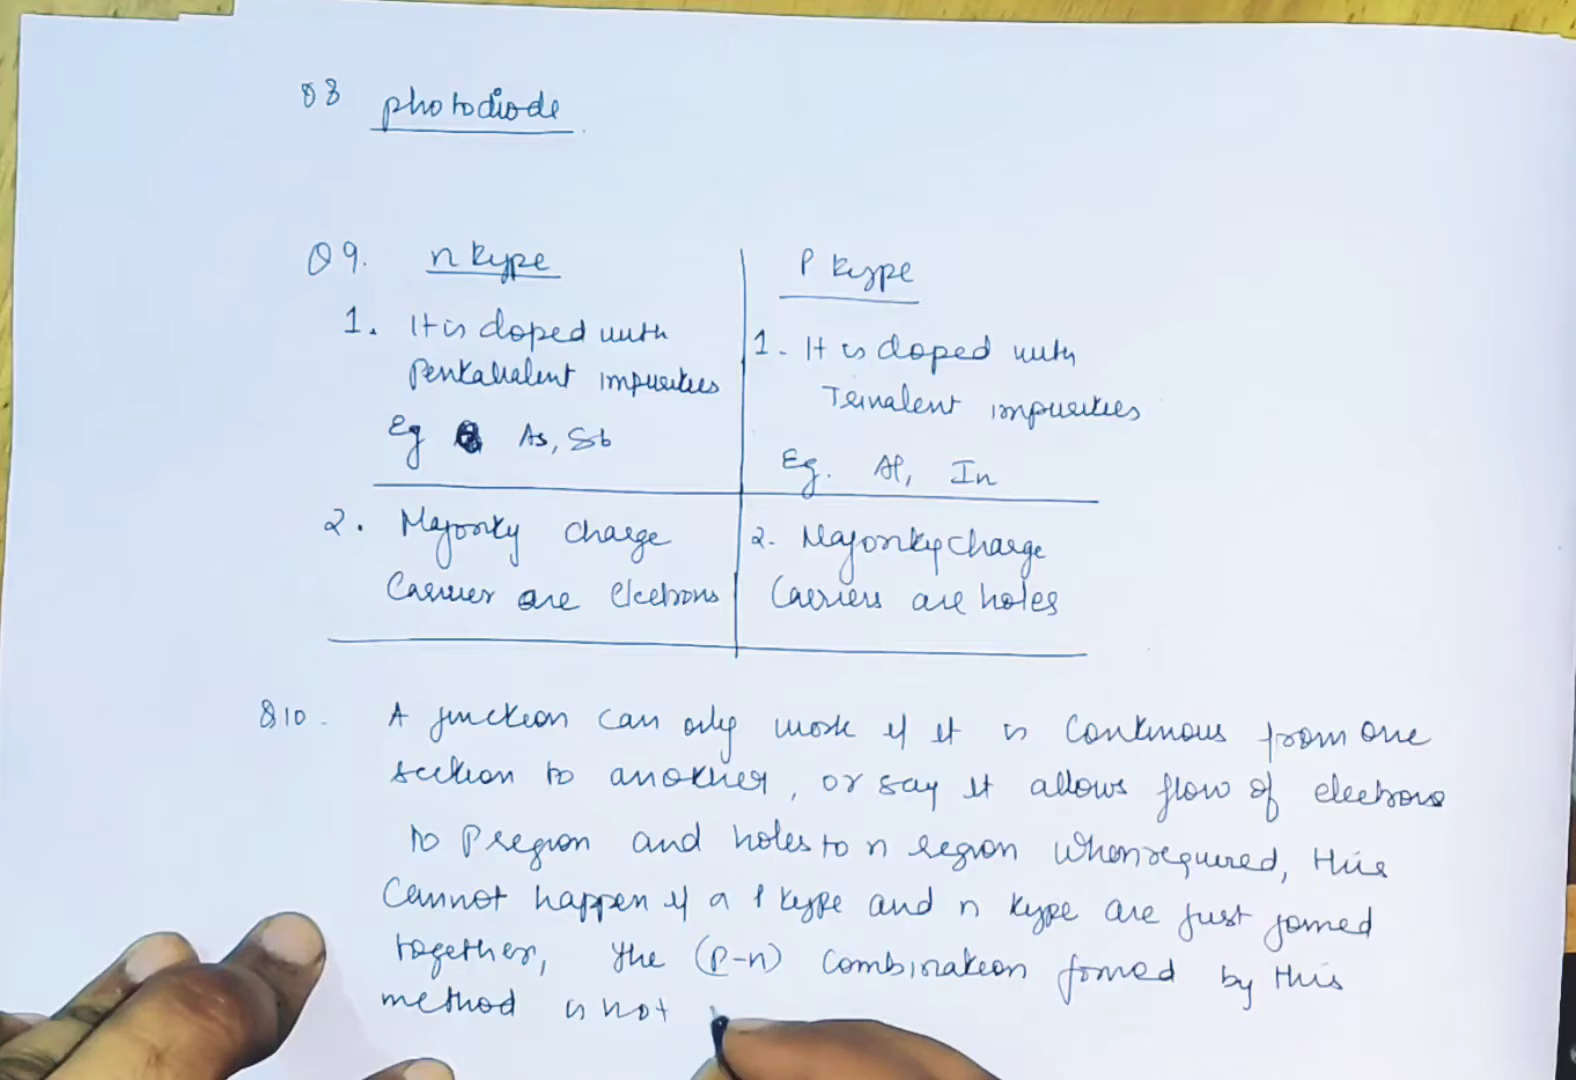 Q8 photodiode
Q9. n type
P type
1. It is doped with
Pentavalent impurities
Eg As, Sb
1. It is doped with
Trivalent impurities
Eg. Al, In
2. Majority charge
Carrier are electrons
2. Majority charge
Carriers are holes
Q10. A junction can only work if it is Continous from one
section to another, or say it allows flow of electrons
to P region and holes to n region when required, this
Cannot happen if a P type and n type are just joined
together, the (P-n) Combination formed by this
method is not